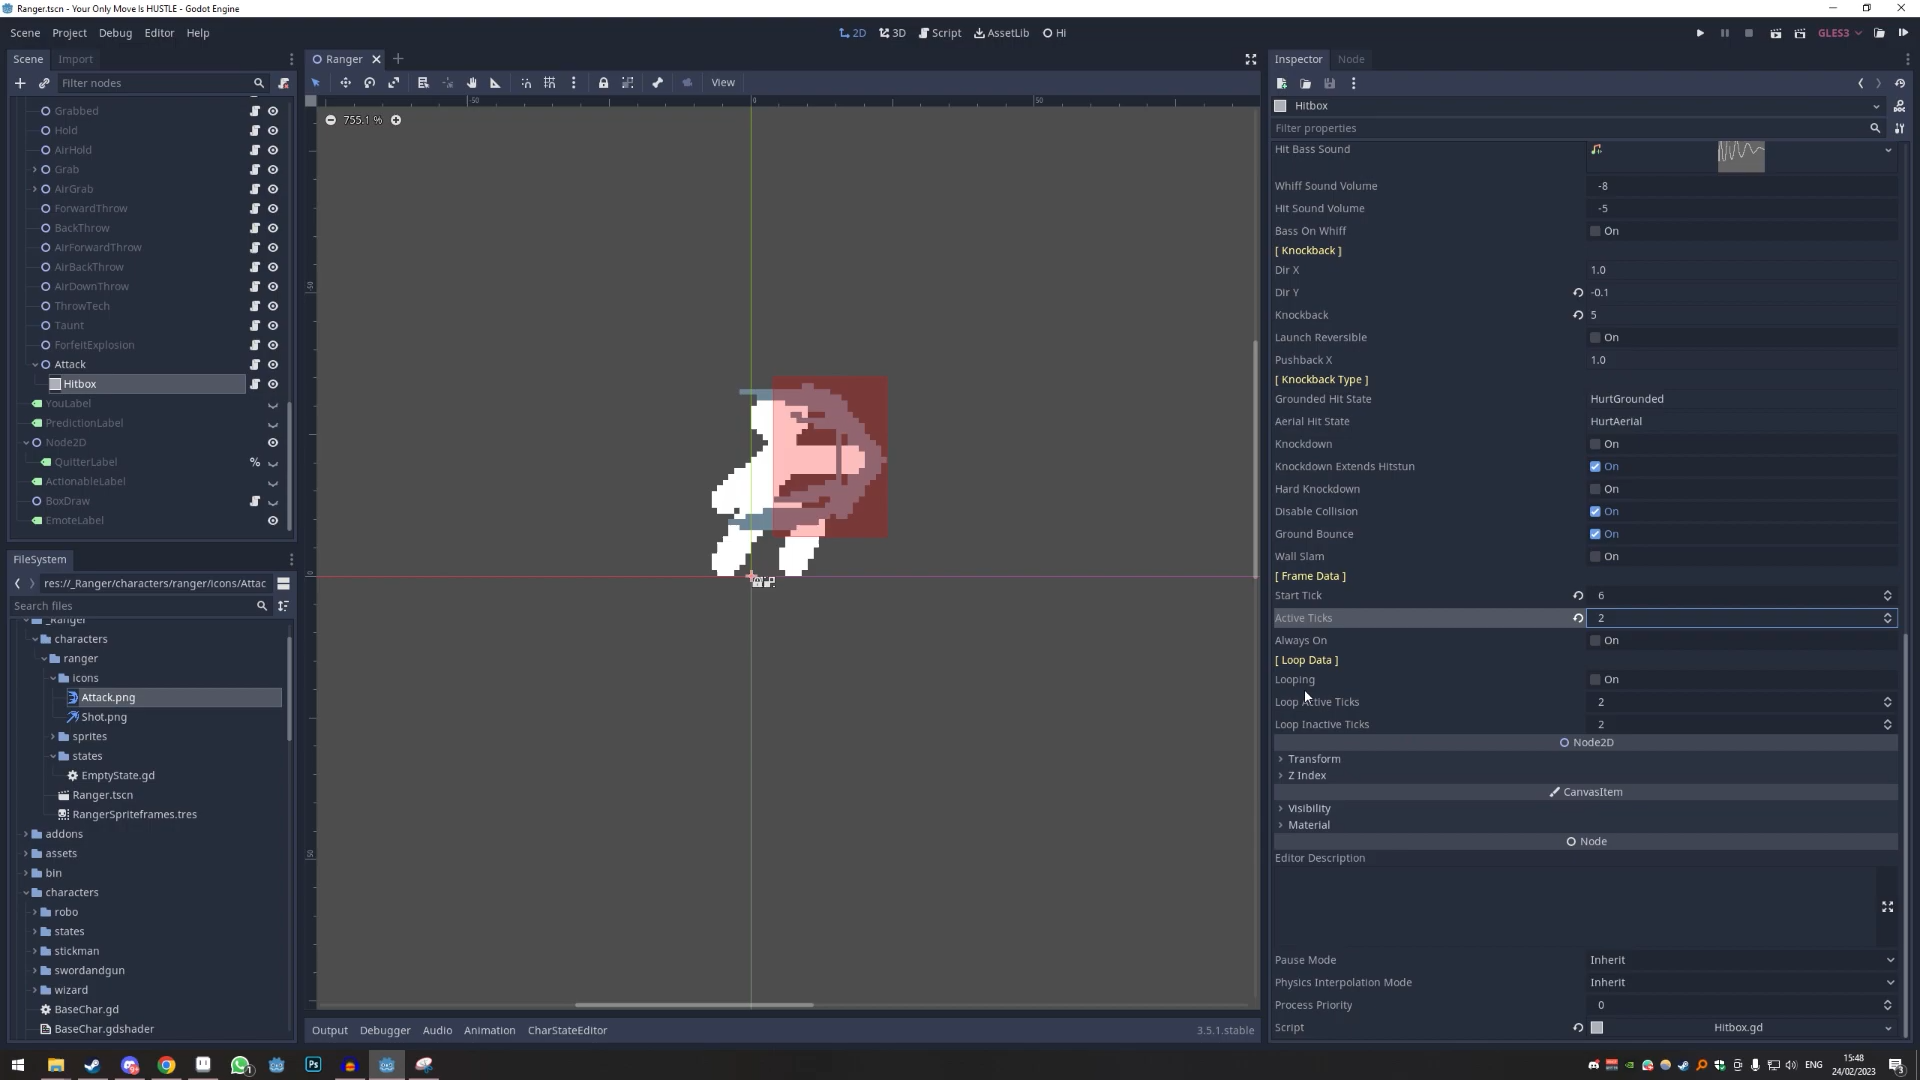 Ranger.tscn - Your Only Move Is HUSTLE - Godot Engine
Scene Project Debug Editor Help
2D 3D Script AssetLib Hi
GLES3
Scene Import
Filter nodes
Grabbed
Hold
AirHold
Grab
AirGrab
ForwardThrow
BackThrow
AirForwardThrow
AirBackThrow
AirDownThrow
ThrowTech
Taunt
ForfeitExplosion
Attack
Hitbox
YouLabel
PredictionLabel
Node2D
QuitterLabel %
ActionableLabel
BoxDraw
EmoteLabel
FileSystem
res://_Ranger/characters/ranger/icons/Attac
Search files
_Ranger
characters
ranger
icons
Attack.png
Shot.png
sprites
states
EmptyState.gd
Ranger.tscn
RangerSpriteframes.tres
addons
assets
bin
characters
robo
states
stickman
swordandgun
wizard
BaseChar.gd
BaseChar.gdshader
Ranger
View
-50 0 50
755.1 %
-50
0
50
Output Debugger Audio Animation CharStateEditor 3.5.1.stable
Inspector Node
Hitbox
Filter properties
Hit Bass Sound
Whiff Sound Volume -8
Hit Sound Volume -5
Bass On Whiff On
[ Knockback ]
Dir X 1.0
Dir Y -0.1
Knockback 5
Launch Reversible On
Pushback X 1.0
[ Knockback Type ]
Grounded Hit State HurtGrounded
Aerial Hit State HurtAerial
Knockdown On
Knockdown Extends Hitstun On
Hard Knockdown On
Disable Collision On
Ground Bounce On
Wall Slam On
[ Frame Data ]
Start Tick 6
Active Ticks 2
Always On On
[ Loop Data ]
Looping On
Loop Active Ticks 2
Loop Inactive Ticks 2
Node2D
Transform
Z Index
CanvasItem
Visibility
Material
Node
Editor Description
Pause Mode Inherit
Physics Interpolation Mode Inherit
Process Priority 0
Script Hitbox.gd
Ps
ENG
15:48
24/02/2023